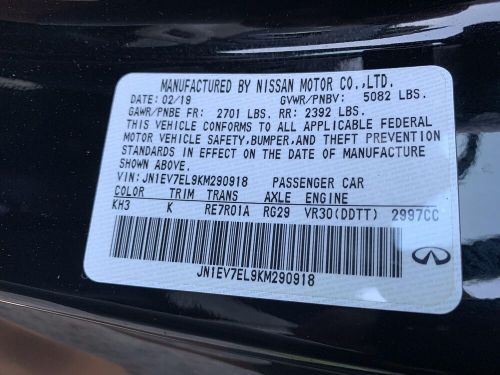 MANUFACTURED BY NISSAN MOTOR CO.,LTD.
DATE: 02/19 GVWR/PNBV: 5082 LBS.
GAWR/PNBE FR: 2701 LBS. RR: 2392 LBS.
THIS VEHICLE CONFORMS TO ALL APPLICABLE FEDERAL
MOTOR VEHICLE SAFETY,BUMPER,AND THEFT PREVENTION
STANDARDS IN EFFECT ON THE DATE OF MANUFACTURE
SHOWN ABOVE.
VIN: JN1EV7EL9KM290918 PASSENGER CAR
COLOR TRIM TRANS AXLE ENGINE
KH3 K RE7R01A RG29 VR30(DDTT) 2997CC
JN1EV7EL9KM290918